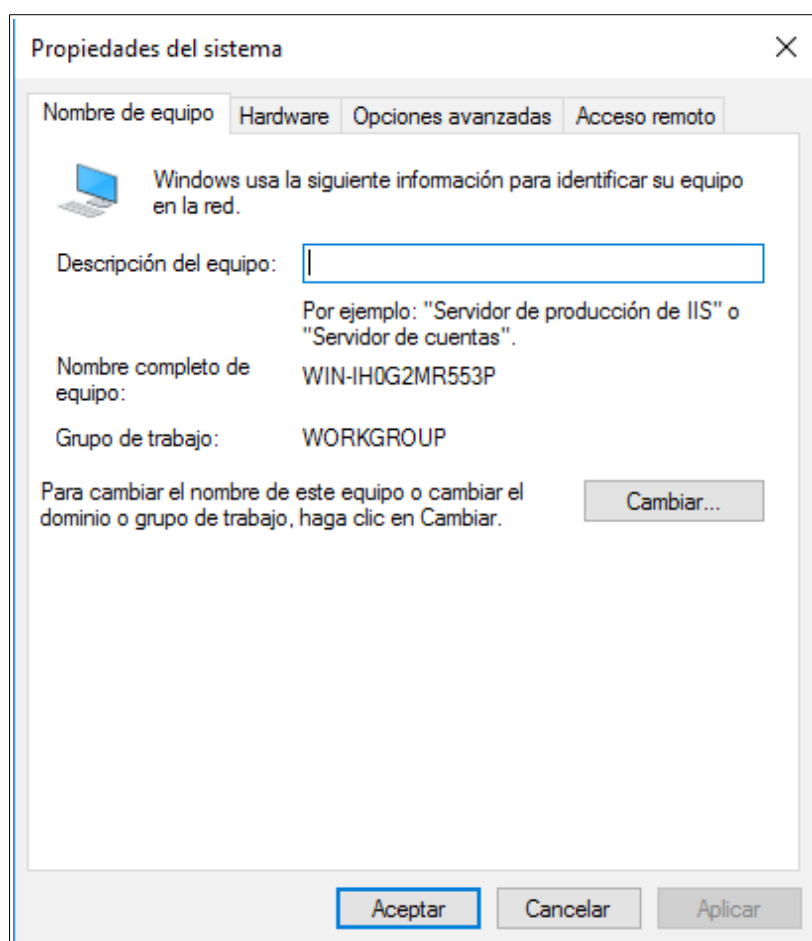 Propiedades del sistema
Nombre de equipo Hardware Opciones avanzadas Acceso remoto
Windows usa la siguiente información para identificar su equipo
en la red.
Descripción del equipo:
Por ejemplo: "Servidor de producción de IIS" o
"Servidor de cuentas".
Nombre completo de
equipo:
WIN-IH0G2MR553P
Grupo de trabajo: WORKGROUP
Para cambiar el nombre de este equipo o cambiar el
dominio o grupo de trabajo, haga clic en Cambiar.
Cambiar...
Aceptar Cancelar Aplicar